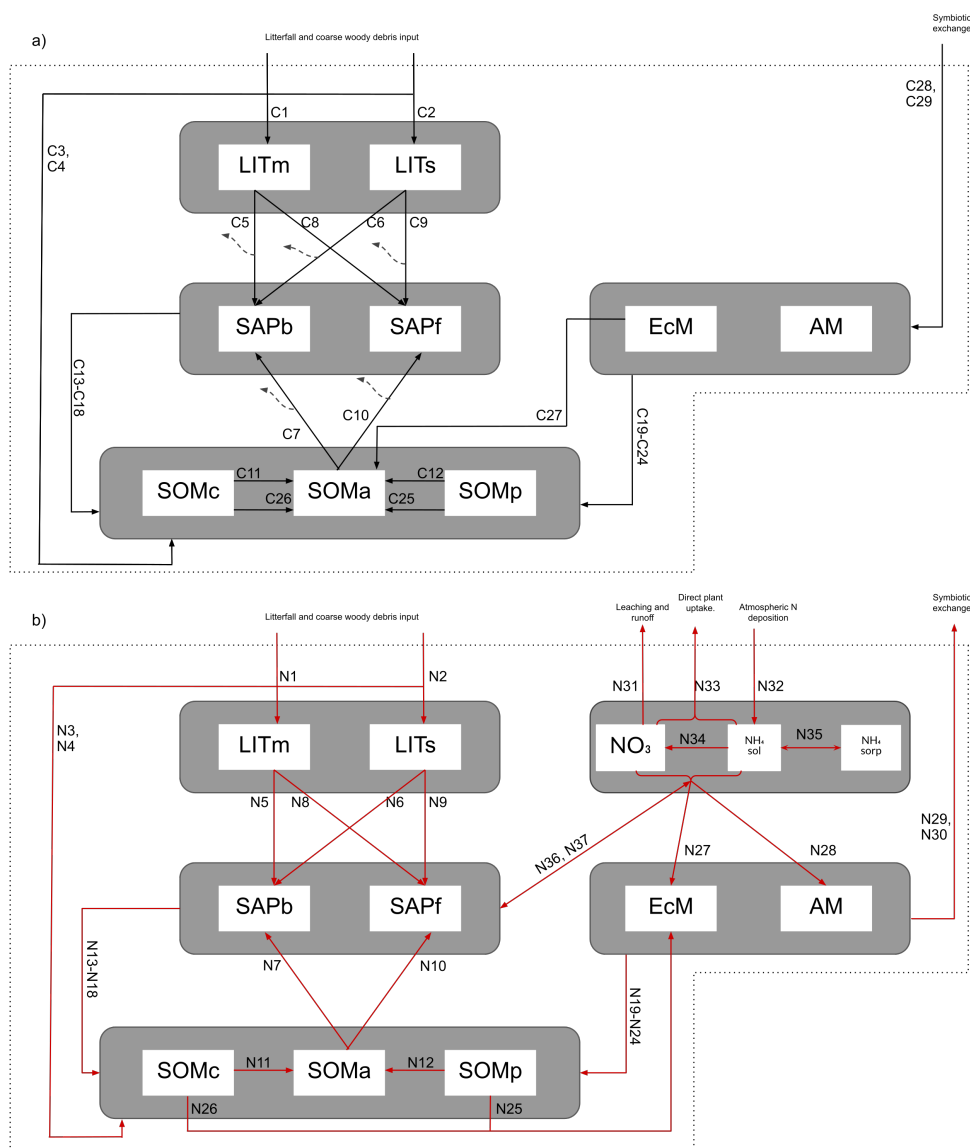 a)
Litterfall and coarse woody debris input
Symbiotic
exchange
C28,
C29
C1
C2
C3,
C4
LITm
LITs
C5
C8
C6
C9
SAPb
SAPf
EcM
AM
C13-C18
C10
C7
C27
C19-C24
SOMc
C11
C26
SOMa
C12
C25
SOMp
b)
Litterfall and coarse woody debris input
Leaching and
runoff
Direct plant
uptake.
Atmospheric N
deposition
Symbiotic
exchange
N1
N2
N31
N33
N32
N3,
N4
LITm
LITs
NO₃
N34
NH₄
sol
N35
NH₄
sorp
N5
N8
N6
N9
N36, N37
N27
N28
N29,
N30
SAPb
SAPf
EcM
AM
N13-N18
N7
N10
N19-N24
SOMc
N11
SOMa
N12
SOMp
N26
N25